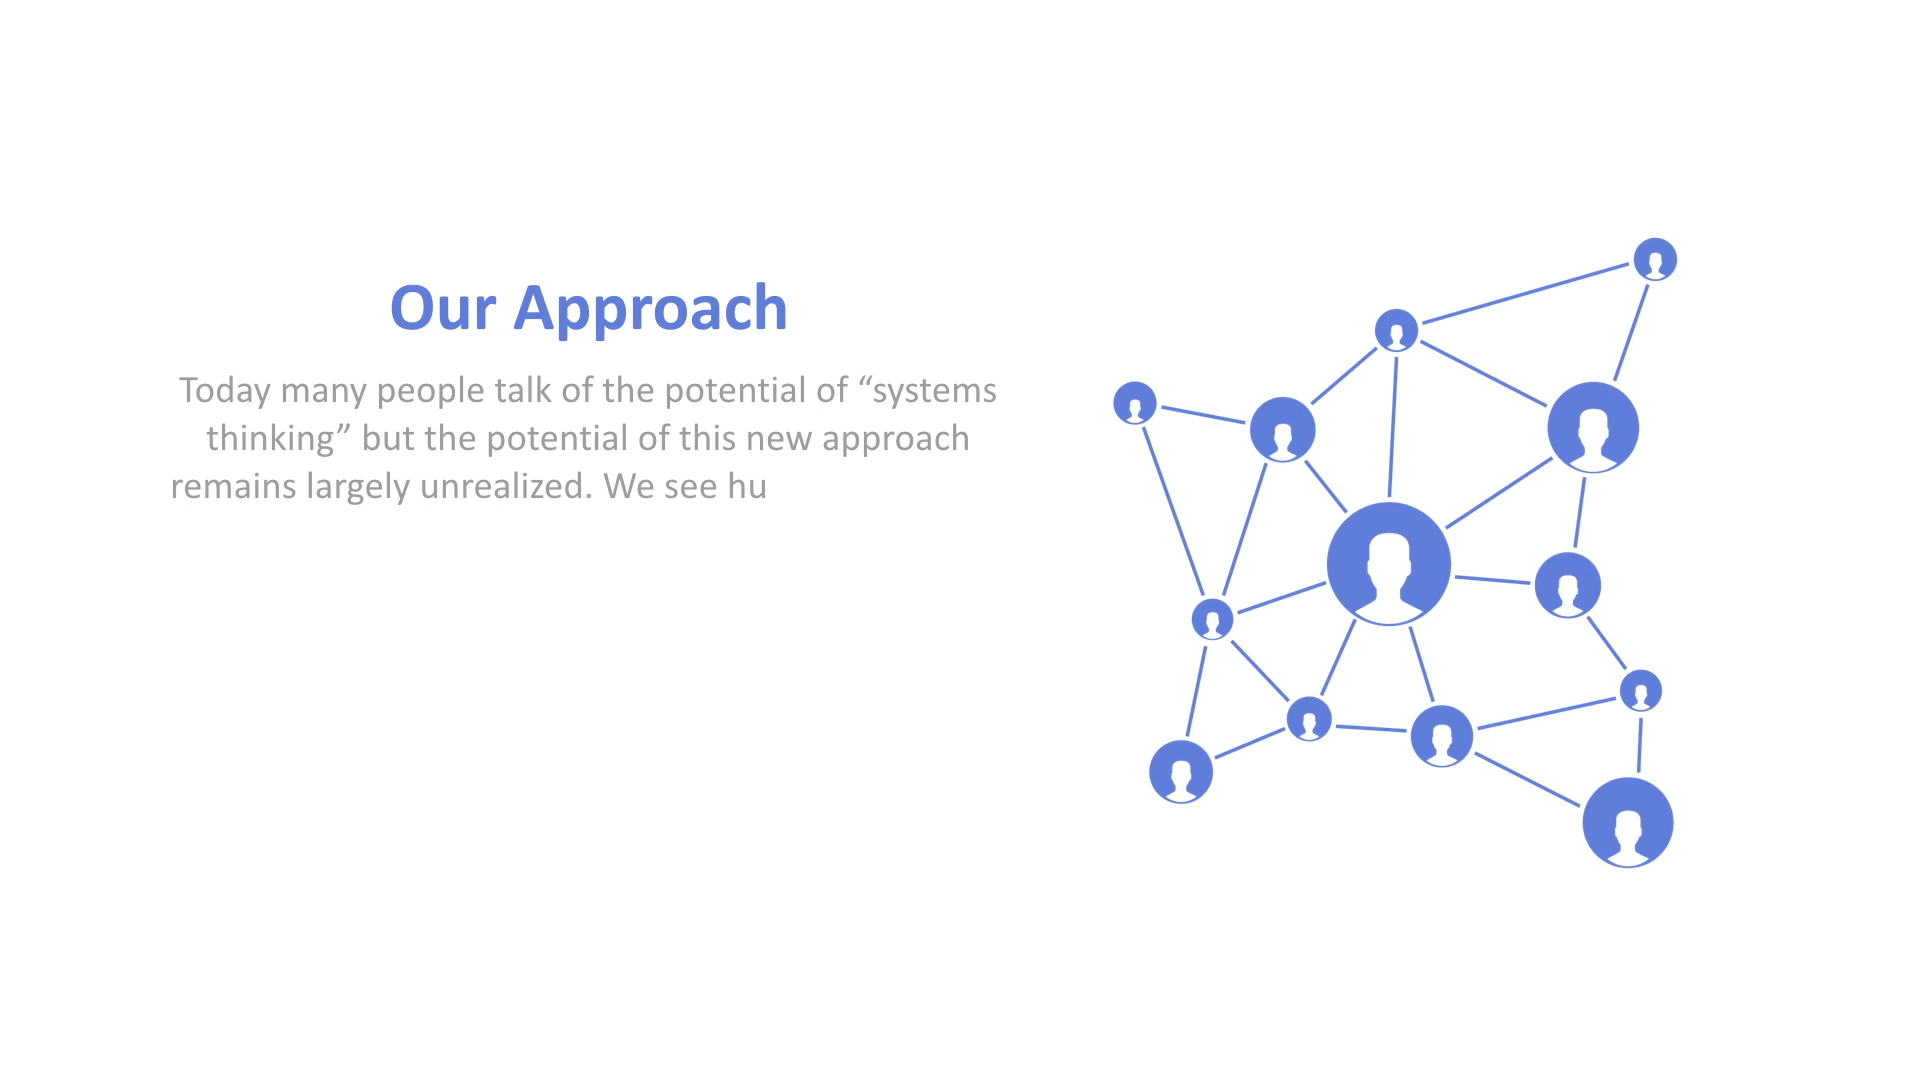 Our Approach
Today many people talk of the potential of “systems
thinking” but the potential of this new approach
remains largely unrealized. We see hu